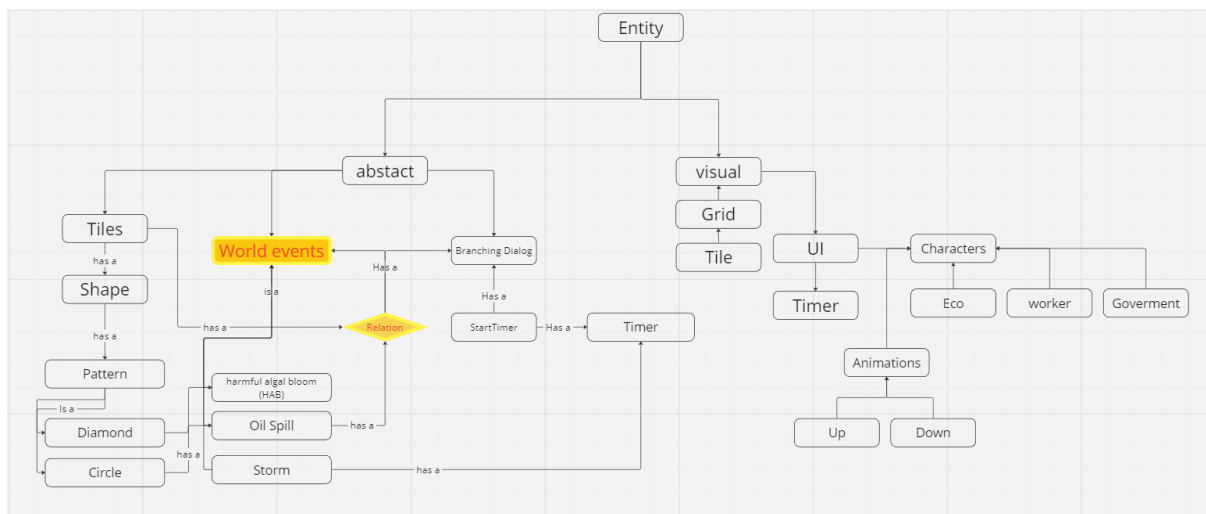 Entity
abstact
visual
Tiles
Grid
World events
Branching Dialog
UI
Characters
Tile
has a
Has a
Shape
is a
Has a
Timer
Eco
worker
Goverment
has a
has a
Relation
StartTimer
Has a
Timer
Animations
Pattern
harmful algal bloom
(HAB)
Is a
Diamond
Oil Spill
has a
Up
Down
has a
Circle
Storm
has a